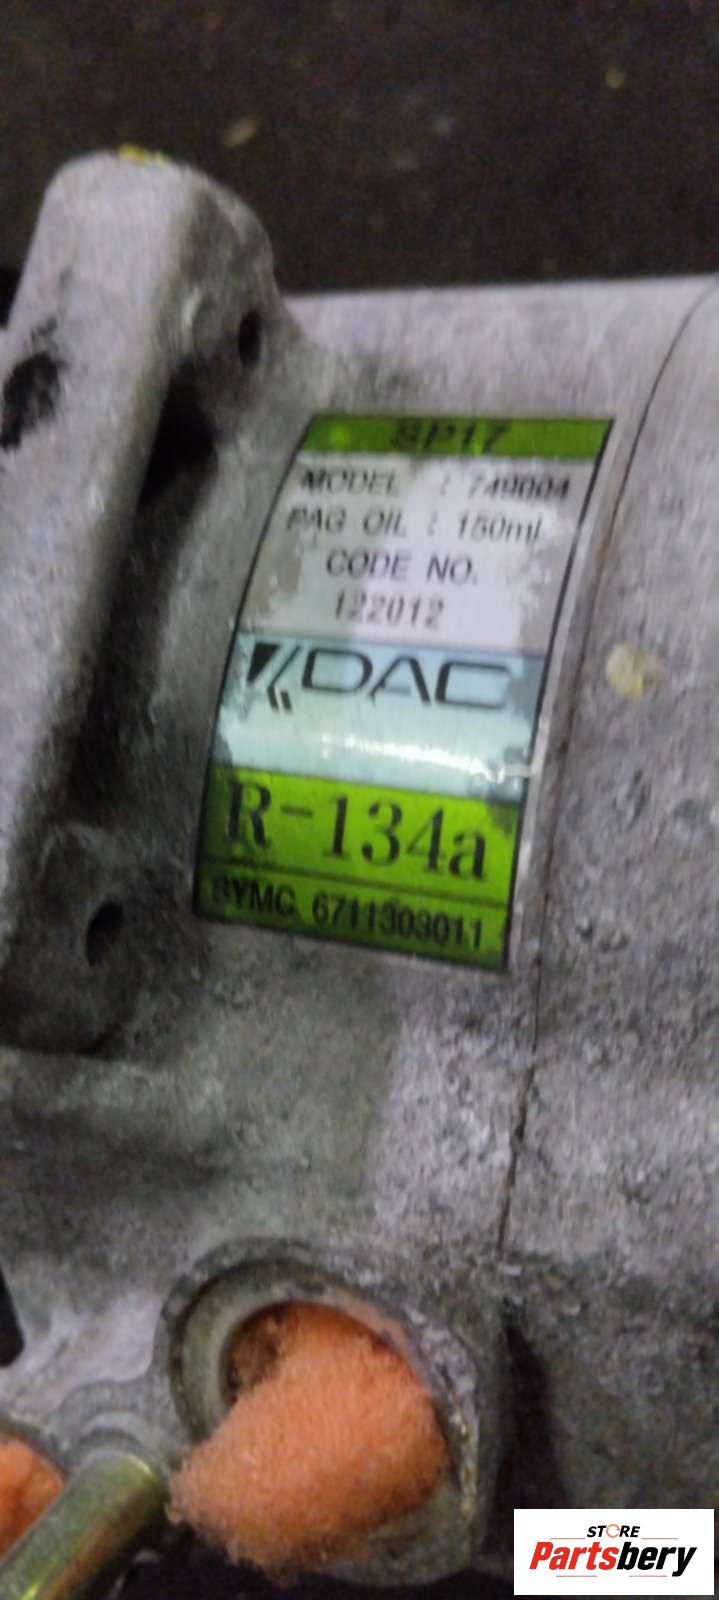 SP17
MODEL : 749004
PAG OIL : 150ml
CODE NO.
122012
DAC
R-134a
SYMC 6711303011
STORE
Partsbery